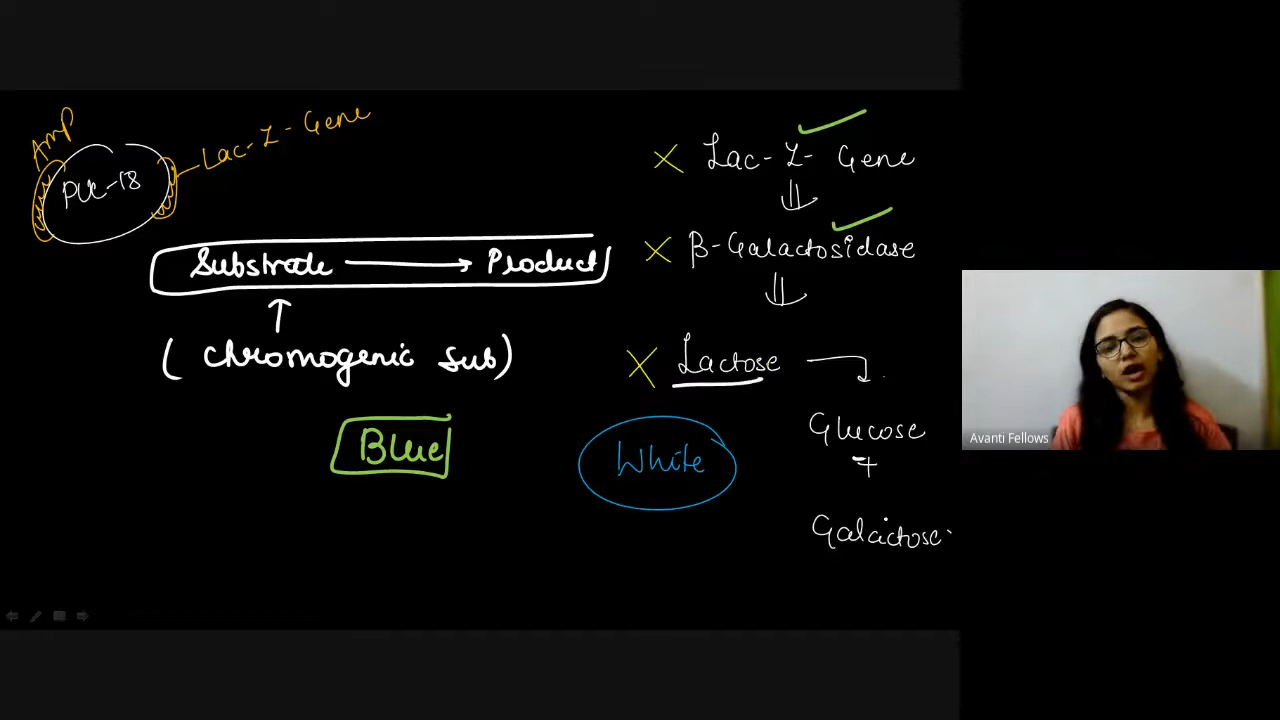 Amp
PUC-18
Lac-Z-Gene
Substrate → Product
(Chromogenic Sub)
Blue
White
Lac-Z-Gene
β-Galactosidase
Lactose
Glucose
+
Galactose
Avanti Fellows